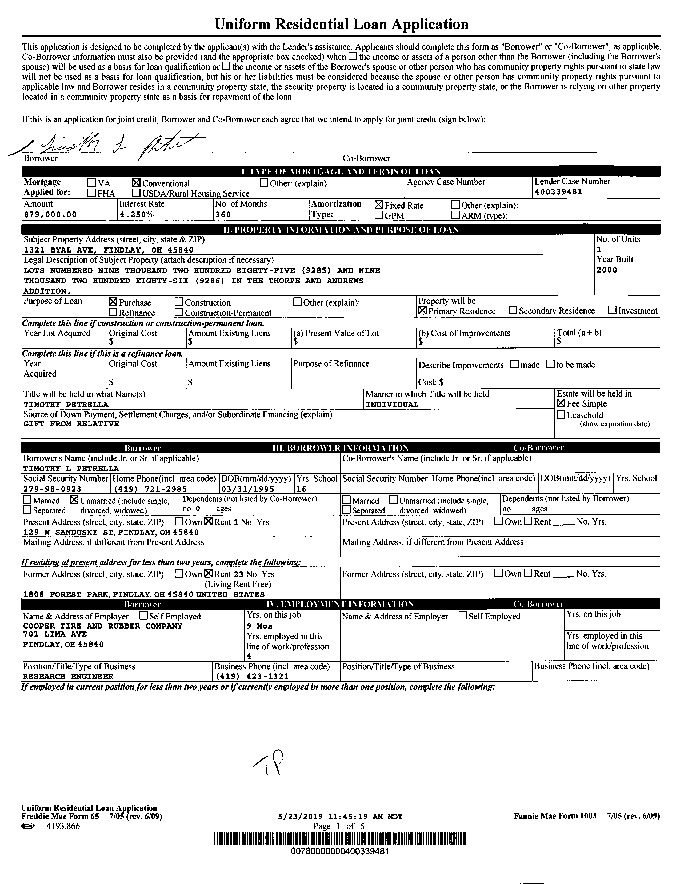 Uniform Residential Loan Application
This application is designed to be completed by the applicant(s) with the Lender's assistance. Applicants should complete this form as "Borrower" or "Co-Borrower", as applicable.
Co-Borrower information must also be provided (and the appropriate box checked) when ☐ the income or assets of a person other than the Borrower (including the Borrower's
spouse) will be used as a basis for loan qualification or ☐ the income or assets of the Borrower's spouse or other person who has community property rights pursuant to state law
will not be used as a basis for loan qualification, but his or her liabilities must be considered because the spouse or other person has community property rights pursuant to
applicable law and Borrower resides in a community property state, the security property is located in a community property state, or the Borrower is relying on other property
located in a community property state as a basis for repayment of the loan
If this is an application for joint credit, Borrower and Co-Borrower each agree that we intend to apply for joint credit (sign below):
Borrower Co-Borrower
I. TYPE OF MORTGAGE AND TERMS OF LOAN
Mortgage ☐ VA ☒ Conventional ☐ Other (explain) Agency Case Number Lender Case Number
Applied for: ☐ FHA ☐ USDA/Rural Housing Service 400339481
Amount Interest Rate No. of Months Amortization ☒ Fixed Rate ☐ Other (explain):
$79,000.00 4.250% 360 Type: ☐ GPM ☐ ARM (type):
II. PROPERTY INFORMATION AND PURPOSE OF LOAN
Subject Property Address (street, city, state & ZIP) No. of Units
1321 BYAL AVE, FINDLAY, OH 45840 1
Legal Description of Subject Property (attach description if necessary) Year Built
LOTS NUMBERED NINE THOUSAND TWO HUNDRED EIGHTY-FIVE (9285) AND NINE 2000
THOUSAND TWO HUNDRED EIGHTY-SIX (9286) IN THE THORPE AND ANDREWS
ADDITION.
Purpose of Loan ☒ Purchase ☐ Construction ☐ Other (explain) Property will be
☐ Refinance ☐ Construction-Permanent ☒ Primary Residence ☐ Secondary Residence ☐ Investment
Complete this line if construction or construction-permanent loan.
Year Lot Acquired Original Cost Amount Existing Liens (a) Present Value of Lot (b) Cost of Improvements Total (a + b)
$ $ $ $ $
Complete this line if this is a refinance loan.
Year Original Cost Amount Existing Liens Purpose of Refinance Describe Improvements ☐ made ☐ to be made
Acquired
$ $ Cost: $
Title will be held in what Name(s) Manner in which Title will be held Estate will be held in
TIMOTHY PETRELLA INDIVIDUAL ☒ Fee Simple
Source of Down Payment, Settlement Charges, and/or Subordinate Financing (explain) ☐ Leasehold
GIFT FROM RELATIVE (show expiration date)
Borrower III. BORROWER INFORMATION Co-Borrower
Borrower's Name (include Jr. or Sr. if applicable) Co-Borrower's Name (include Jr. or Sr. if applicable)
TIMOTHY L PETRELLA
Social Security Number Home Phone(incl. area code) DOB(mm/dd/yyyy) Yrs. School Social Security Number Home Phone(incl. area code) DOB(mm/dd/yyyy) Yrs. School
279-98-0923 (419) 721-2985 03/31/1995 16
☐ Married ☒ Unmarried (include single, Dependents (not listed by Co-Borrower) ☐ Married ☐ Unmarried (include single, Dependents (not listed by Borrower)
☐ Separated divorced, widowed) no. 0 ages ☐ Separated divorced, widowed) no. ages
Present Address (street, city, state, ZIP) ☐ Own ☒ Rent 1 No. Yrs. Present Address (street, city, state, ZIP) ☐ Own ☐ Rent ____ No. Yrs.
129 W SANDUSKY ST, FINDLAY, OH 45840
Mailing Address, if different from Present Address Mailing Address, if different from Present Address
If residing at present address for less than two years, complete the following:
Former Address (street, city, state, ZIP) ☐ Own ☒ Rent 23 No. Yrs. Former Address (street, city, state, ZIP) ☐ Own ☐ Rent ____ No. Yrs.
(Living Rent Free)
1808 FOREST PARK, FINDLAY, OH 45840 UNITED STATES
Borrower IV. EMPLOYMENT INFORMATION Co-Borrower
Name & Address of Employer ☐ Self Employed Yrs. on this job Name & Address of Employer ☐ Self Employed Yrs. on this job
COOPER TIRE AND RUBBER COMPANY 9 Mos
701 LIMA AVE Yrs. employed in this Yrs. employed in this
FINDLAY, OH 45840 line of work/profession line of work/profession
4
Position/Title/Type of Business Business Phone (incl. area code) Position/Title/Type of Business Business Phone (incl. area code)
RESEARCH ENGINEER (419) 423-1321
If employed in current position for less than two years or if currently employed in more than one position, complete the following:
TP
Uniform Residential Loan Application
Freddie Mac Form 65 7/05 (rev. 6/09) 5/23/2019 11:45:19 AM MDT Fannie Mae Form 1003 7/05 (rev. 6/09)
4193.866 Page 1 of 6
00780000000400339481